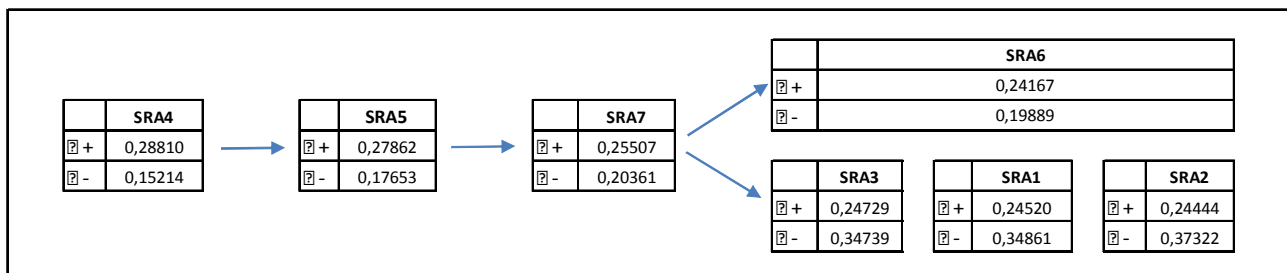 SRA4
⍰ + 0,28810
⍰ - 0,15214
SRA5
⍰ + 0,27862
⍰ - 0,17653
SRA7
⍰ + 0,25507
⍰ - 0,20361
SRA6
⍰ + 0,24167
⍰ - 0,19889
SRA3
⍰ + 0,24729
⍰ - 0,34739
SRA1
⍰ + 0,24520
⍰ - 0,34861
SRA2
⍰ + 0,24444
⍰ - 0,37322